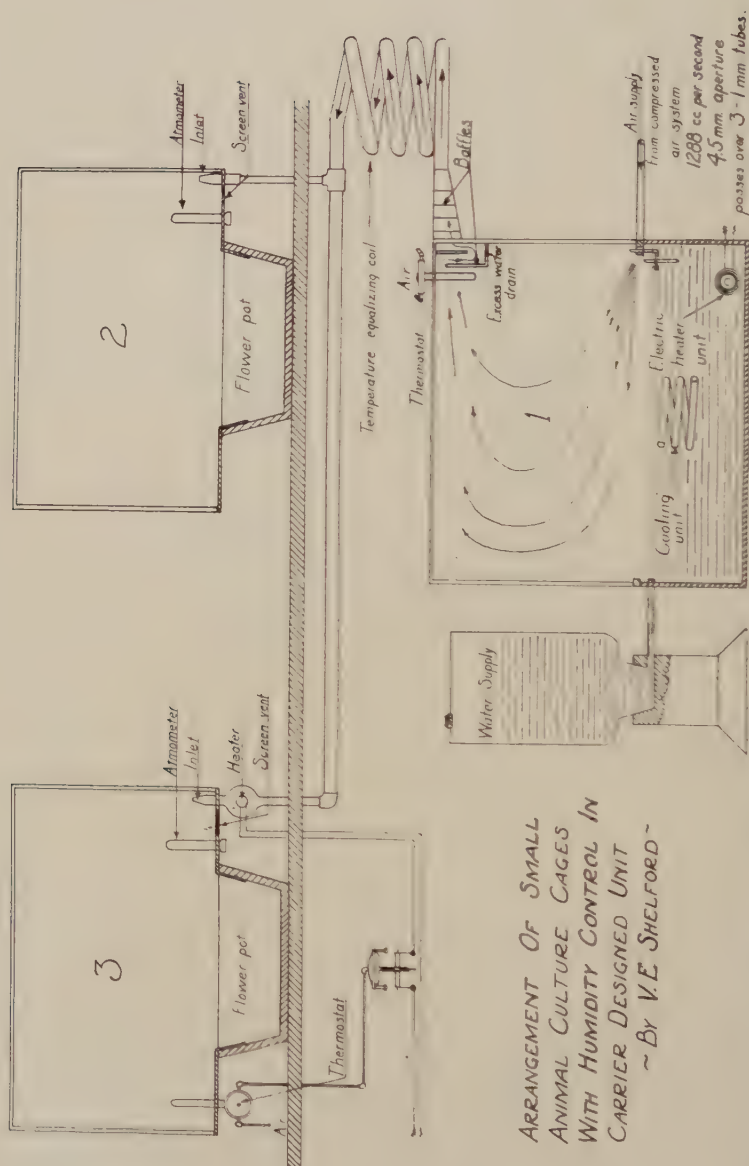 3
Atmometer
Inlet
Heater
Screen vent
Flower pot
Thermostat
Air
2
Atmometer
Inlet
Screen vent
Flower pot
Temperature equalizing coil
Thermostat
Air
Baffles
Excess water
drain
1
Water Supply
Cooling
unit
a
Electric
heater
unit
Air supply
from compressed
air system
1288 cc per second
4.5 mm aperture
passes over 3-1 mm tubes.
ARRANGEMENT OF SMALL
ANIMAL CULTURE CAGES
WITH HUMIDITY CONTROL IN
CARRIER DESIGNED UNIT
~ BY V.E SHELFORD~